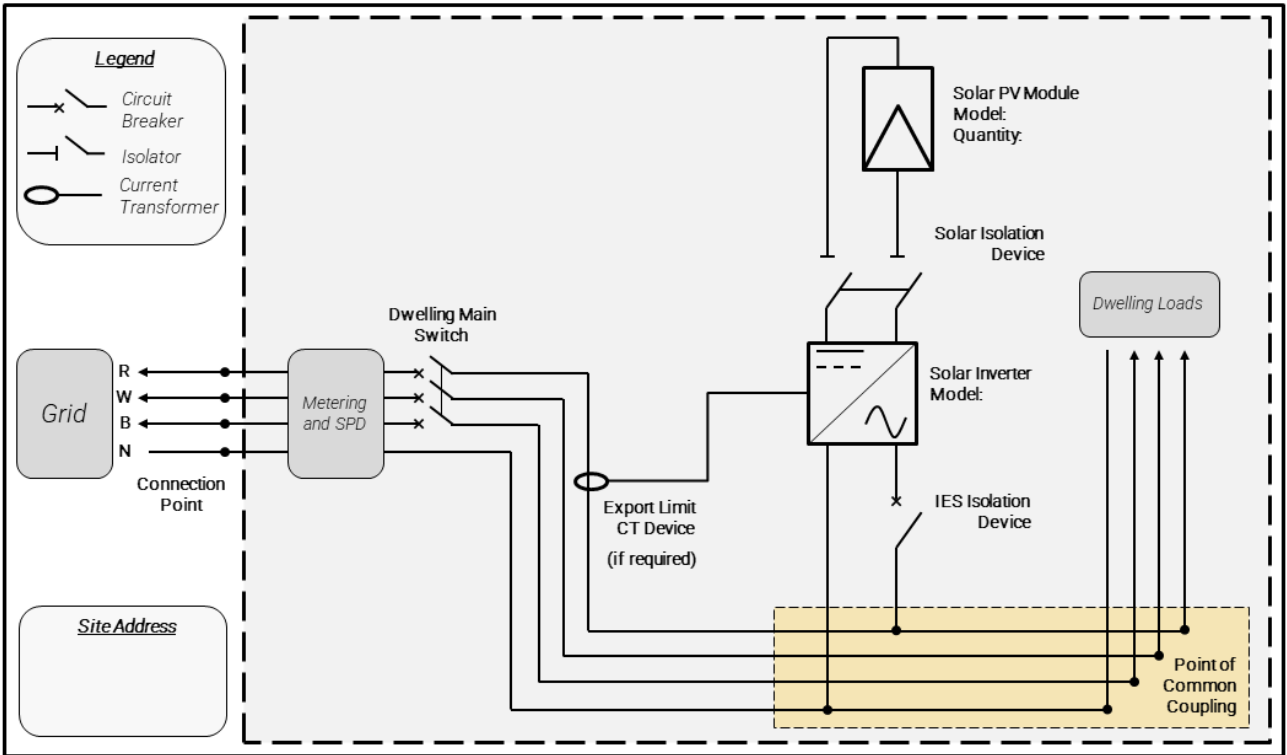 Legend
Circuit
Breaker
Isolator
Current
Transformer
Solar PV Module
Model:
Quantity:
Solar Isolation
Device
Dwelling Loads
Dwelling Main
Switch
Grid
R
W
B
N
Metering
and SPD
Solar Inverter
Model:
Connection
Point
Export Limit
CT Device
(if required)
IES Isolation
Device
Site Address
Point of
Common
Coupling